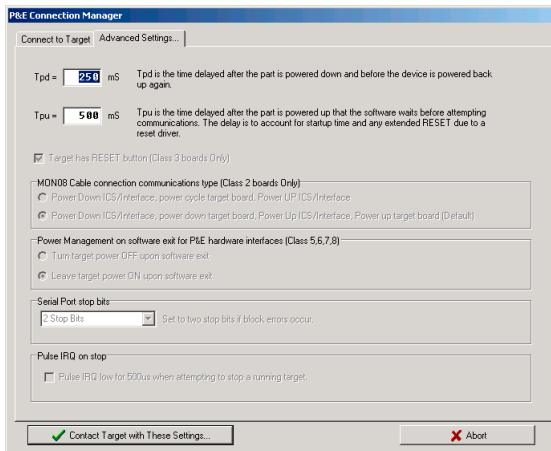 P&E Connection Manager
Connect to Target
Advanced Settings...
Tpd = 250 mS
Tpd is the time delayed after the part is powered down and before the device is powered back
up again.
Tpu = 500 mS
Tpu is the time delayed after the part is powered up that the software waits before attempting
communications. The delay is to account for startup time and any extended RESET due to a
reset driver.
Target has RESET button (Class 3 boards Only)
MON08 Cable connection communications type (Class 2 boards Only)
Power Down ICS/Interface, power cycle target board, Power UP ICS/Interface
Power Down ICS/Interface, power down target board, Power Up ICS/Interface, Power up target board (Default)
Power Management on software exit for P&E hardware interfaces (Class 5,6,7,8)
Turn target power OFF upon software exit
Leave target power ON upon software exit
Serial Port stop bits
2 Stop Bits
Set to two stop bits if block errors occur.
Pulse IRQ on stop
Pulse IRQ low for 500us when attempting to stop a running target.
Contact Target with These Settings...
Abort